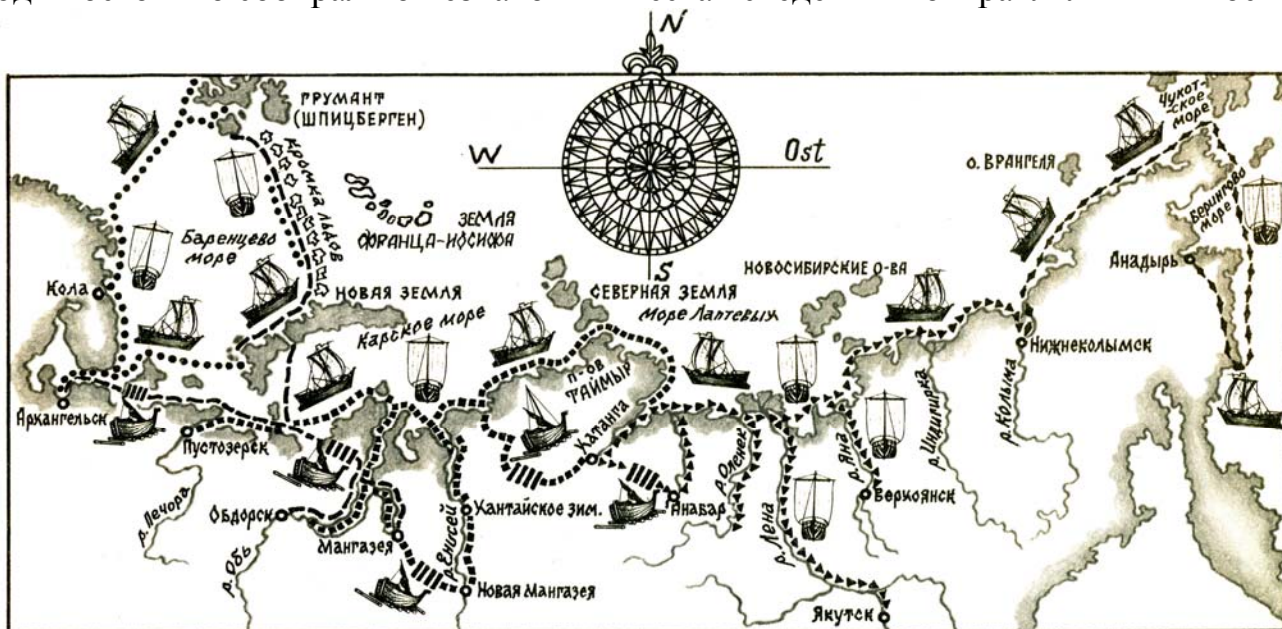 N
W
Ost
S
ГРУМАНТ
(ШПИЦБЕРГЕН)
Кромка льдов
ЗЕМЛЯ
ФРАНЦА-ИОСИФА
Баренцево
море
Кола
НОВАЯ ЗЕМЛЯ
Карское море
СЕВЕРНАЯ ЗЕМЛЯ
Море Лаптевых
НОВОСИБИРСКИЕ О-ВА
О. ВРАНГЕЛЯ
Чукот-
ское
море
Берингово
море
Анадырь
Нижнеколымск
П-ОВ
ТАЙМЫР
Архангельск
Пустозерск
р. Печора
Обдорск
р. Обь
Мангазея
р. Енисей
Хантайское зим.
Новая Мангазея
Хатанга
Анабар
р. Оленек
р. Лена
р. Яна
Верхоянск
р. Индигирка
р. Колыма
Якутск